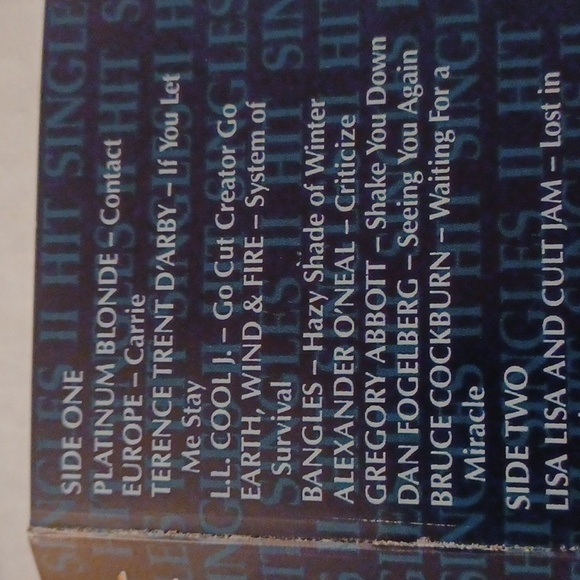 SIDE ONE
PLATINUM BLONDE – Contact
EUROPE – Carrie
TERENCE TRENT D'ARBY – If You Let
Me Stay
L.L. COOL J. – Go Cut Creator Go
EARTH, WIND & FIRE – System of
Survival
BANGLES – Hazy Shade of Winter
ALEXANDER O'NEAL – Criticize
GREGORY ABBOTT – Shake You Down
DAN FOGELBERG – Seeing You Again
BRUCE COCKBURN – Waiting For a
Miracle
SIDE TWO
LISA LISA AND CULT JAM – Lost in